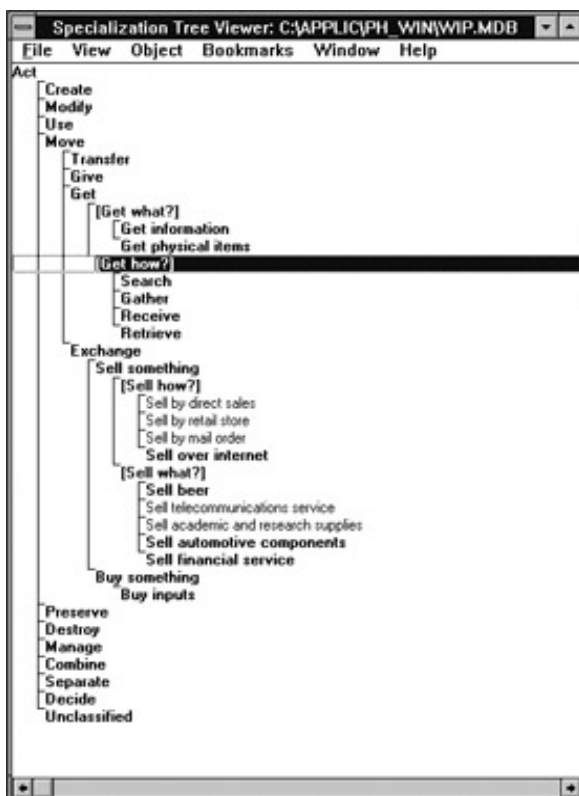 Specialization Tree Viewer: C:\APPLIC\PH_WIN\WIP.MDB
File View Object Bookmarks Window Help
Act
Create
Modify
Use
Move
Transfer
Give
Get
[Get what?]
Get information
Get physical items
[Get how?]
Search
Gather
Receive
Retrieve
Exchange
Sell something
[Sell how?]
Sell by direct sales
Sell by retail store
Sell by mail order
Sell over internet
[Sell what?]
Sell beer
Sell telecommunications service
Sell academic and research supplies
Sell automotive components
Sell financial service
Buy something
Buy inputs
Preserve
Destroy
Manage
Combine
Separate
Decide
Unclassified